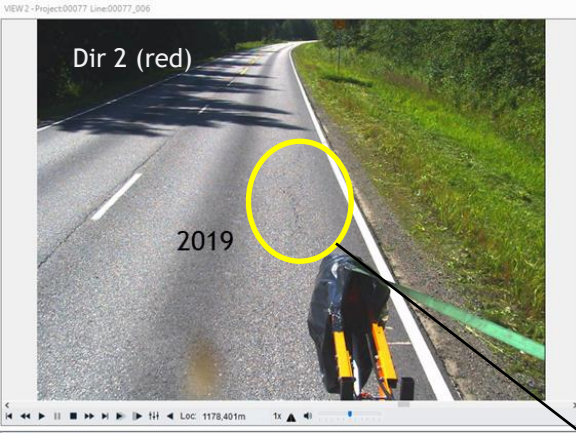 VIEW 2 - Project:00077 Line:00077_006
Dir 2 (red)
2019
Loc: 1178,401m
1x